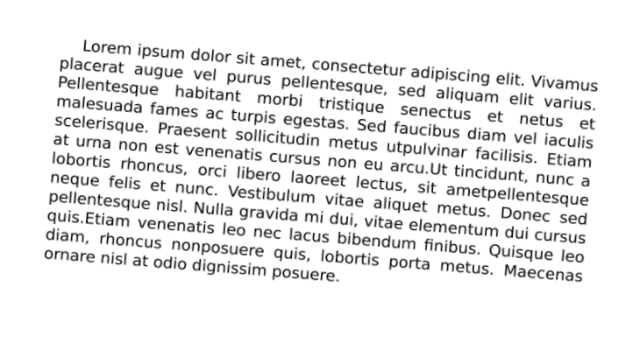 Lorem ipsum dolor sit amet, consectetur adipiscing elit. Vivamus
placerat augue vel purus pellentesque, sed aliquam elit varius.
Pellentesque habitant morbi tristique senectus et netus et
malesuada fames ac turpis egestas. Sed faucibus diam vel iaculis
scelerisque. Praesent sollicitudin metus utpulvinar facilisis. Etiam
at urna non est venenatis cursus non eu arcu.Ut tincidunt, nunc a
lobortis rhoncus, orci libero laoreet lectus, sit ametpellentesque
neque felis et nunc. Vestibulum vitae aliquet metus. Donec sed
pellentesque nisl. Nulla gravida mi dui, vitae elementum dui cursus
quis.Etiam venenatis leo nec lacus bibendum finibus. Quisque leo
diam, rhoncus nonposuere quis, lobortis porta metus. Maecenas
ornare nisl at odio dignissim posuere.